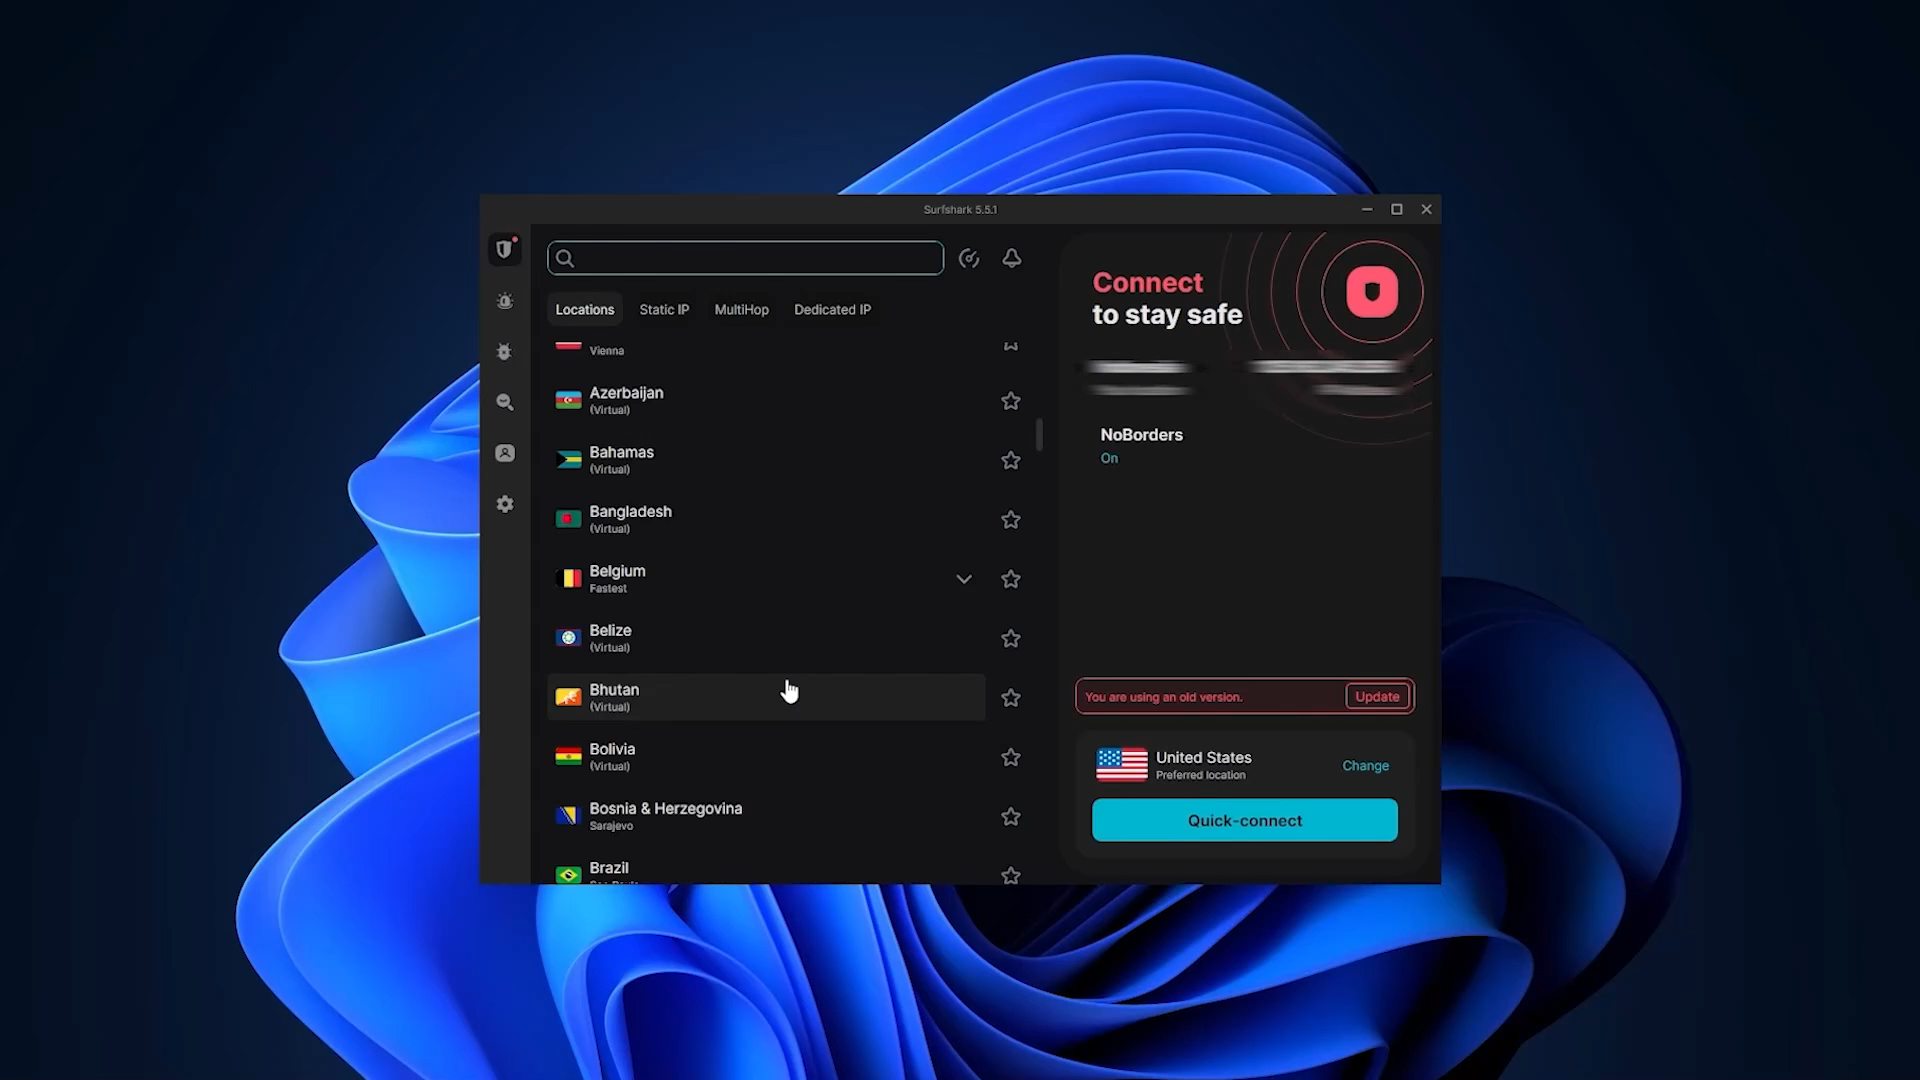 Surfshark 5.5.1
Locations
Static IP
MultiHop
Dedicated IP
Vienna
Azerbaijan
(Virtual)
Bahamas
(Virtual)
Bangladesh
(Virtual)
Belgium
Fastest
Belize
(Virtual)
Bhutan
(Virtual)
Bolivia
(Virtual)
Bosnia & Herzegovina
Sarajevo
Brazil
Connect
to stay safe
NoBorders
On
You are using an old version.
Update
United States
Preferred location
Change
Quick-connect